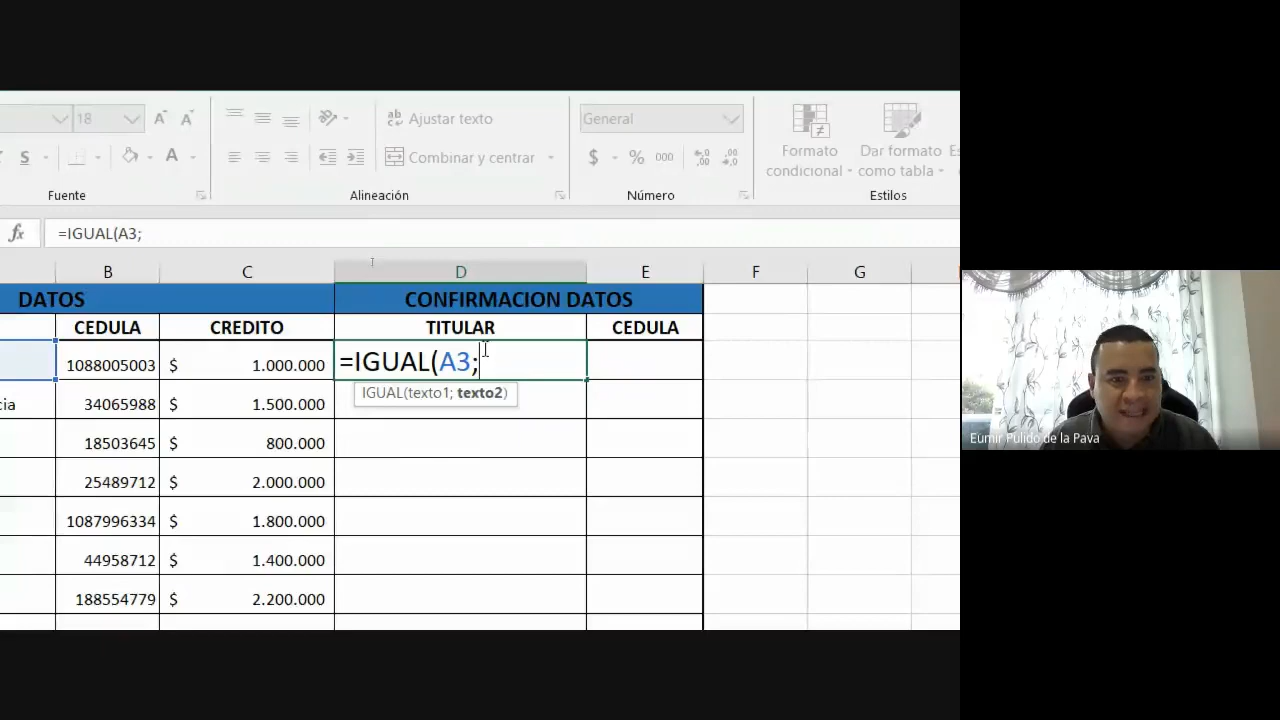 18
Ajustar texto
General
S
A
Combinar y centrar
$ % 000
Formato condicional
Dar formato como tabla
Es
Fuente
Alineación
Número
Estilos
fx =IGUAL(A3;
B C D E F G
DATOS CONFIRMACION DATOS
CEDULA CREDITO TITULAR CEDULA
1088005003 $ 1.000.000 =IGUAL(A3;
IGUAL(texto1; texto2)
cia 34065988 $ 1.500.000
18503645 $ 800.000
25489712 $ 2.000.000
1087996334 $ 1.800.000
44958712 $ 1.400.000
188554779 $ 2.200.000
Eumir Pulido de la Pava